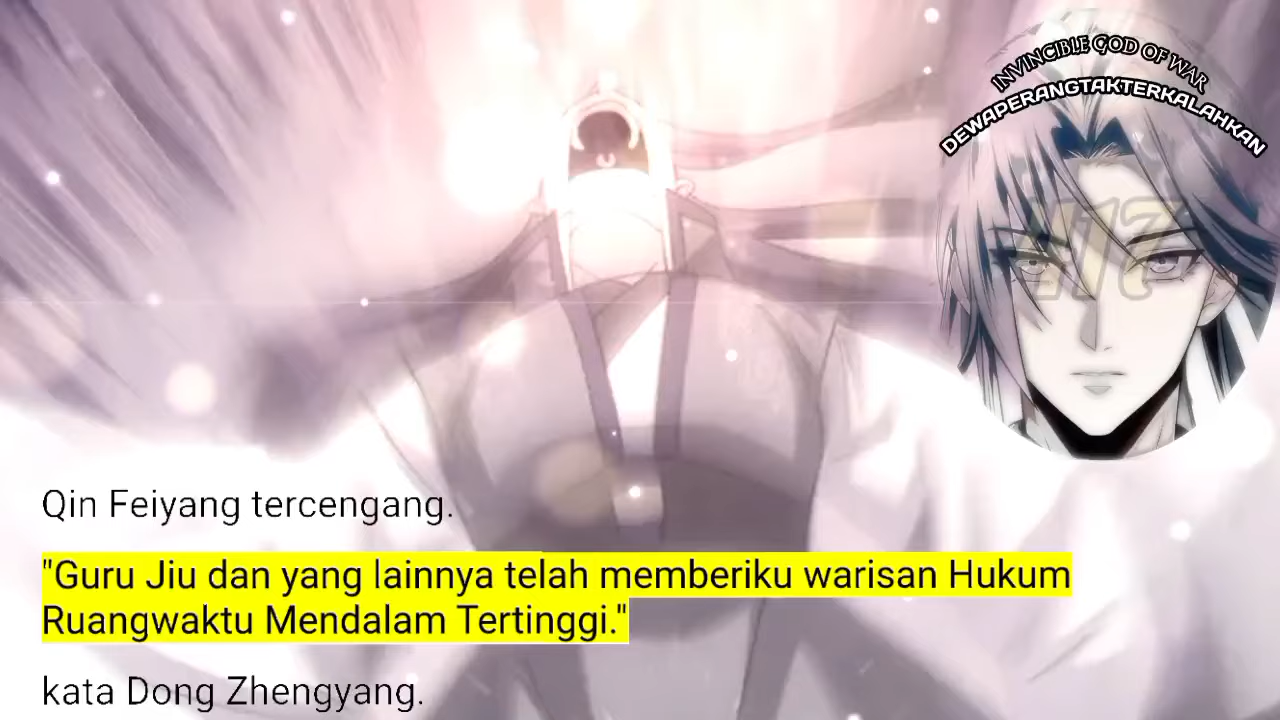 INVINCIBLE GOD OF WAR
DEWAPERANGTAKTERKALAHKAN
417
Qin Feiyang tercengang.
"Guru Jiu dan yang lainnya telah memberiku warisan Hukum
Ruangwaktu Mendalam Tertinggi."
kata Dong Zhengyang.